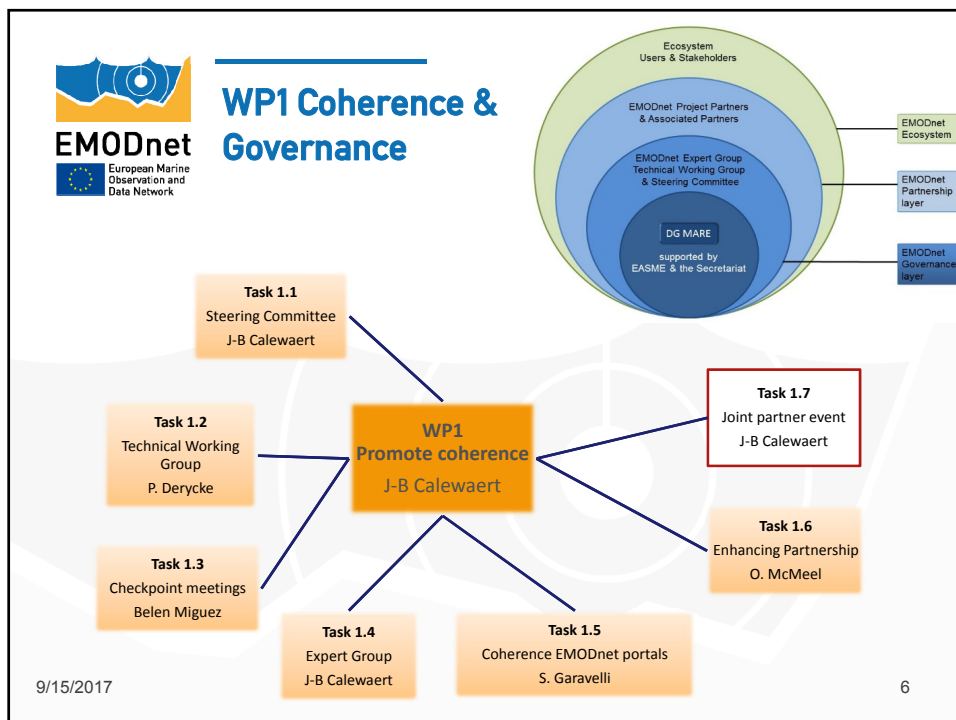 EMODnet
European Marine
Observation and
Data Network
WP1 Coherence &
Governance
Ecosystem
Users & Stakeholders
EMODnet Project Partners
& Associated Partners
EMODnet Expert Group
Technical Working Group
& Steering Committee
DG MARE
supported by
EASME & the Secretariat
EMODnet
Ecosystem
EMODnet
Partnership
layer
EMODnet
Governance
layer
Task 1.1
Steering Committee
J-B Calewaert
Task 1.2
Technical Working
Group
P. Derycke
Task 1.3
Checkpoint meetings
Belen Miguez
WP1
Promote coherence
J-B Calewaert
Task 1.7
Joint partner event
J-B Calewaert
Task 1.6
Enhancing Partnership
O. McMeel
Task 1.4
Expert Group
J-B Calewaert
Task 1.5
Coherence EMODnet portals
S. Garavelli
9/15/2017
6